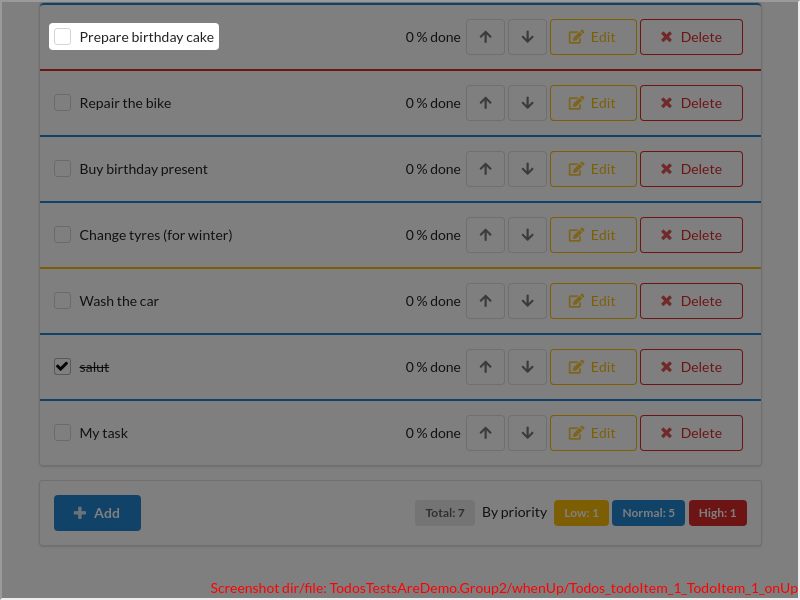 Prepare birthday cake 0 % done Edit Delete
Repair the bike 0 % done Edit Delete
Buy birthday present 0 % done Edit Delete
Change tyres (for winter) 0 % done Edit Delete
Wash the car 0 % done Edit Delete
salut 0 % done Edit Delete
My task 0 % done Edit Delete
Add Total: 7 By priority Low: 1 Normal: 5 High: 1
Screenshot dir/file: TodosTestsAreDemo.Group2/whenUp/Todos_todoItem_1_TodoItem_1_onUp